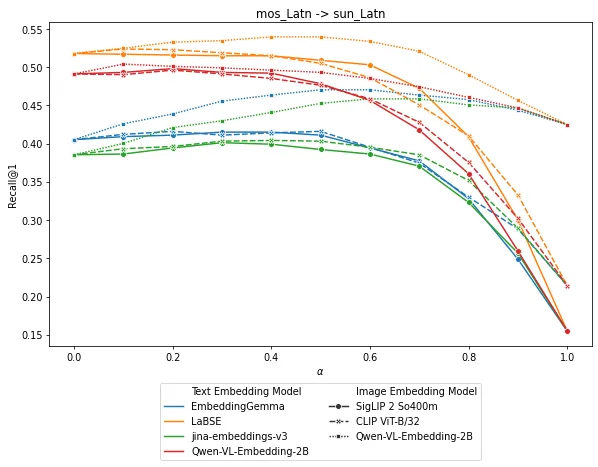 mos_Latn -> sun_Latn
0.55
0.50
0.45
0.40
0.35
0.30
0.25
0.20
0.15
Recall@1
0.0 0.2 0.4 0.6 0.8 1.0
α
Text Embedding Model
EmbeddingGemma
LaBSE
jina-embeddings-v3
Qwen-VL-Embedding-2B
Image Embedding Model
SigLIP 2 So400m
CLIP ViT-B/32
Qwen-VL-Embedding-2B